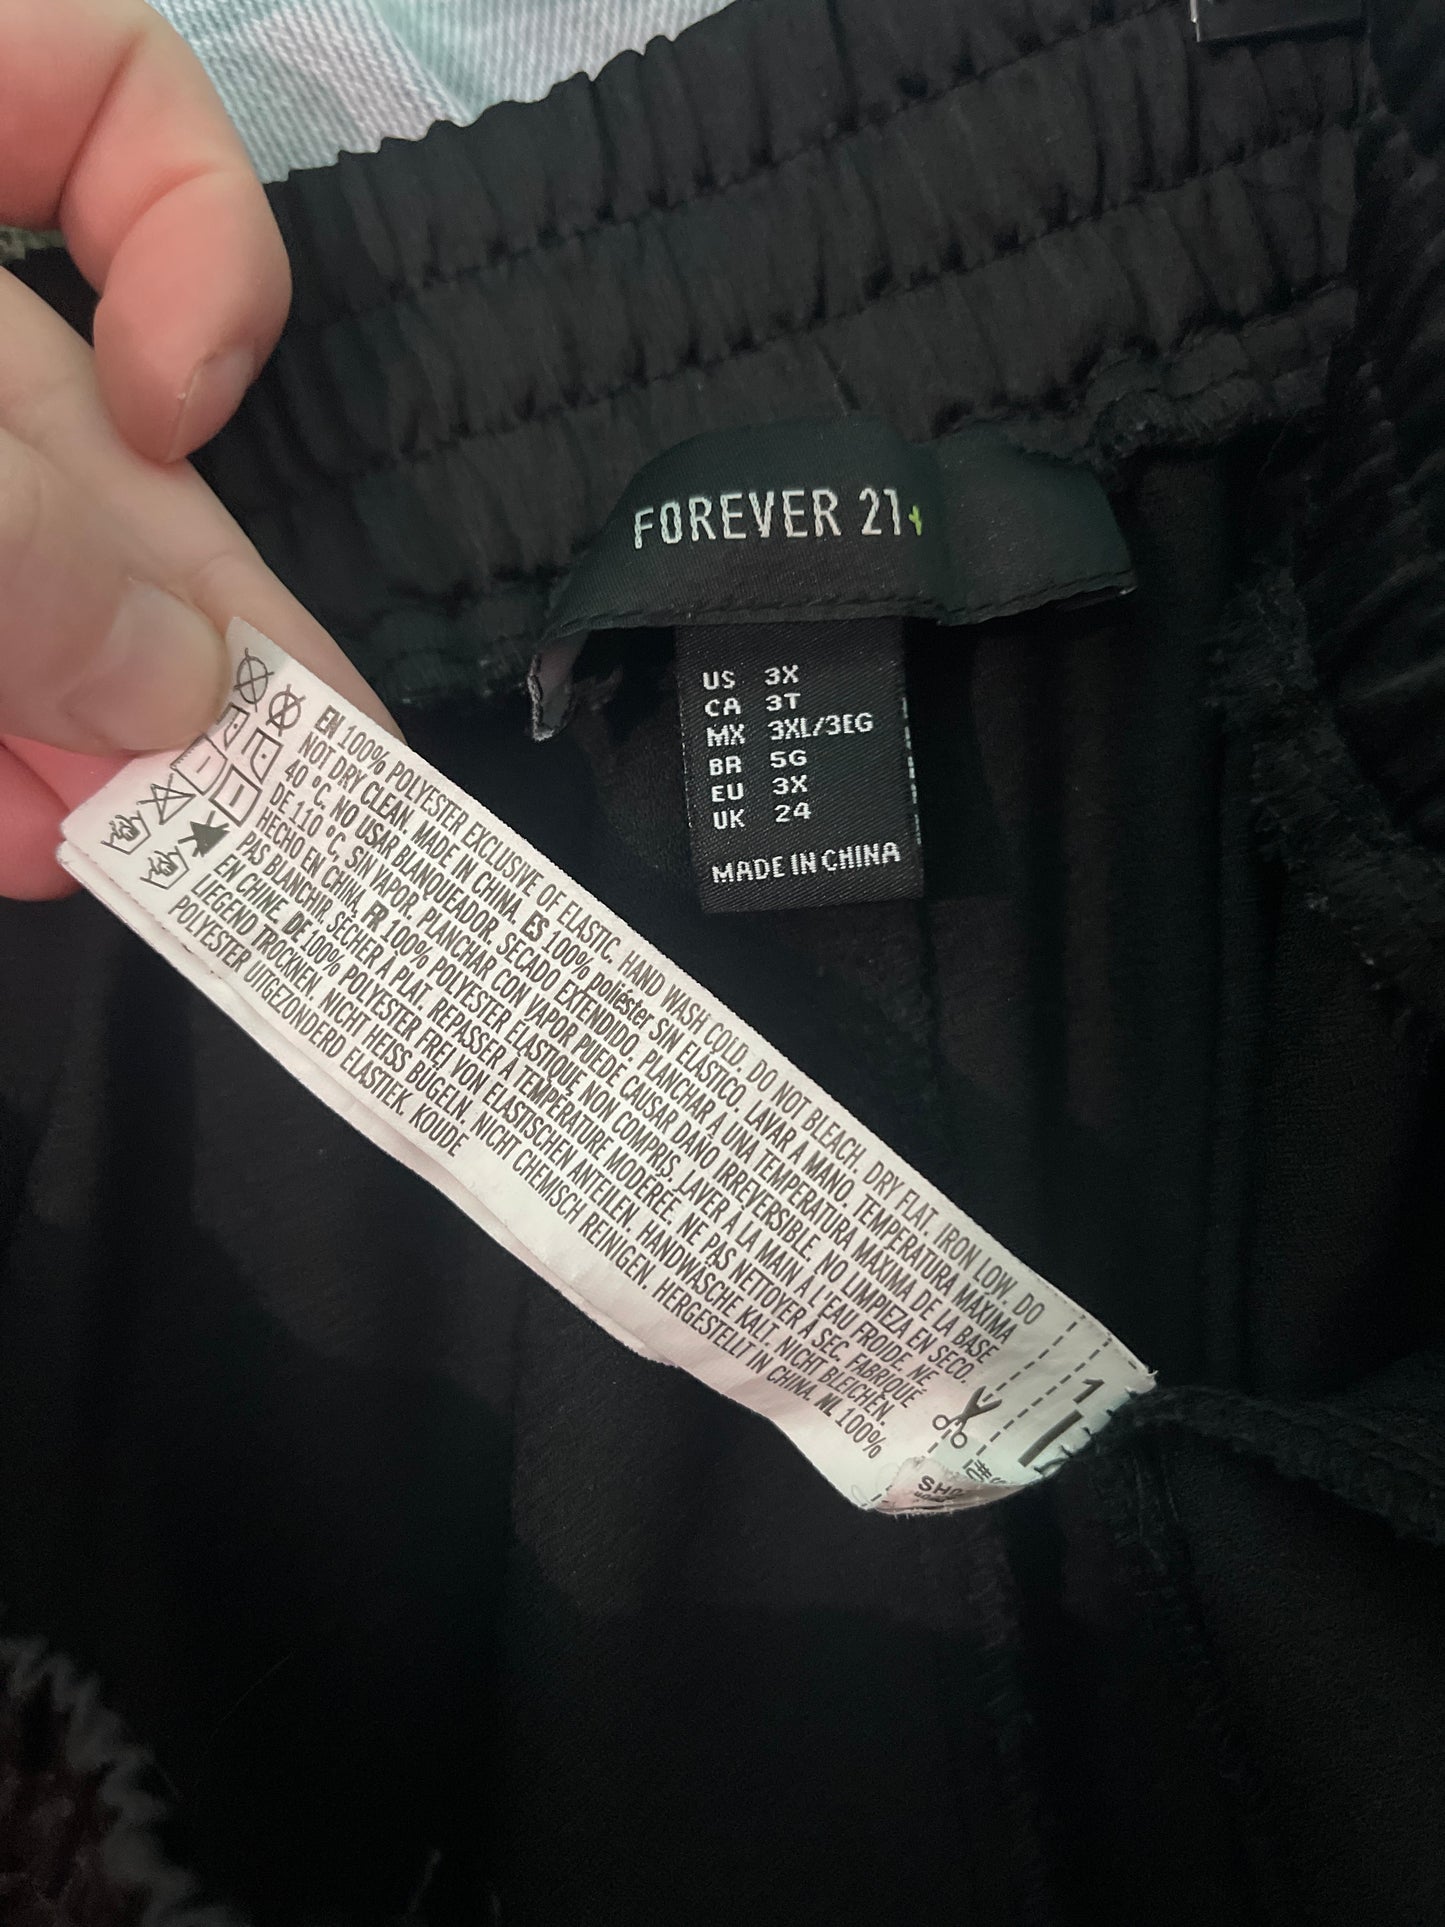 FOREVER 21+
US 3X
CA 3T
MX 3XL/3EG
BR 5G
EU 3X
UK 24
MADE IN CHINA
EN 100% POLYESTER EXCLUSIVE OF ELASTIC. HAND WASH COLD. DO NOT BLEACH. DRY FLAT. IRON LOW. DO
NOT DRY CLEAN. MADE IN CHINA. ES 100% poliéster SIN ELÁSTICO. LAVAR A MANO. TEMPERATURA MÁXIMA
40 °C. NO USAR BLANQUEADOR. SECADO EXTENDIDO. PLANCHAR A UNA TEMPERATURA MÁXIMA DE LA BASE
DE 110 °C, SIN VAPOR. PLANCHAR CON VAPOR PUEDE CAUSAR DAÑO IRREVERSIBLE. NO LIMPIEZA EN SECO.
HECHO EN CHINA. FR 100% POLYESTER ÉLASTIQUE NON COMPRIS. LAVER À LA MAIN À L'EAU FROIDE. NE
PAS BLANCHIR. SÉCHER À PLAT. REPASSER À TEMPÉRATURE MODÉRÉE. NE PAS NETTOYER À SEC. FABRIQUÉ
EN CHINE. DE 100% POLYESTER FREI VON ELASTISCHEN ANTEILEN. HANDWÄSCHE KALT. NICHT BLEICHEN.
LIEGEND TROCKNEN. NICHT HEISS BÜGELN. NICHT CHEMISCH REINIGEN. HERGESTELLT IN CHINA. NL 100%
POLYESTER UITGEZONDERD ELASTIEK. KOUDE
1